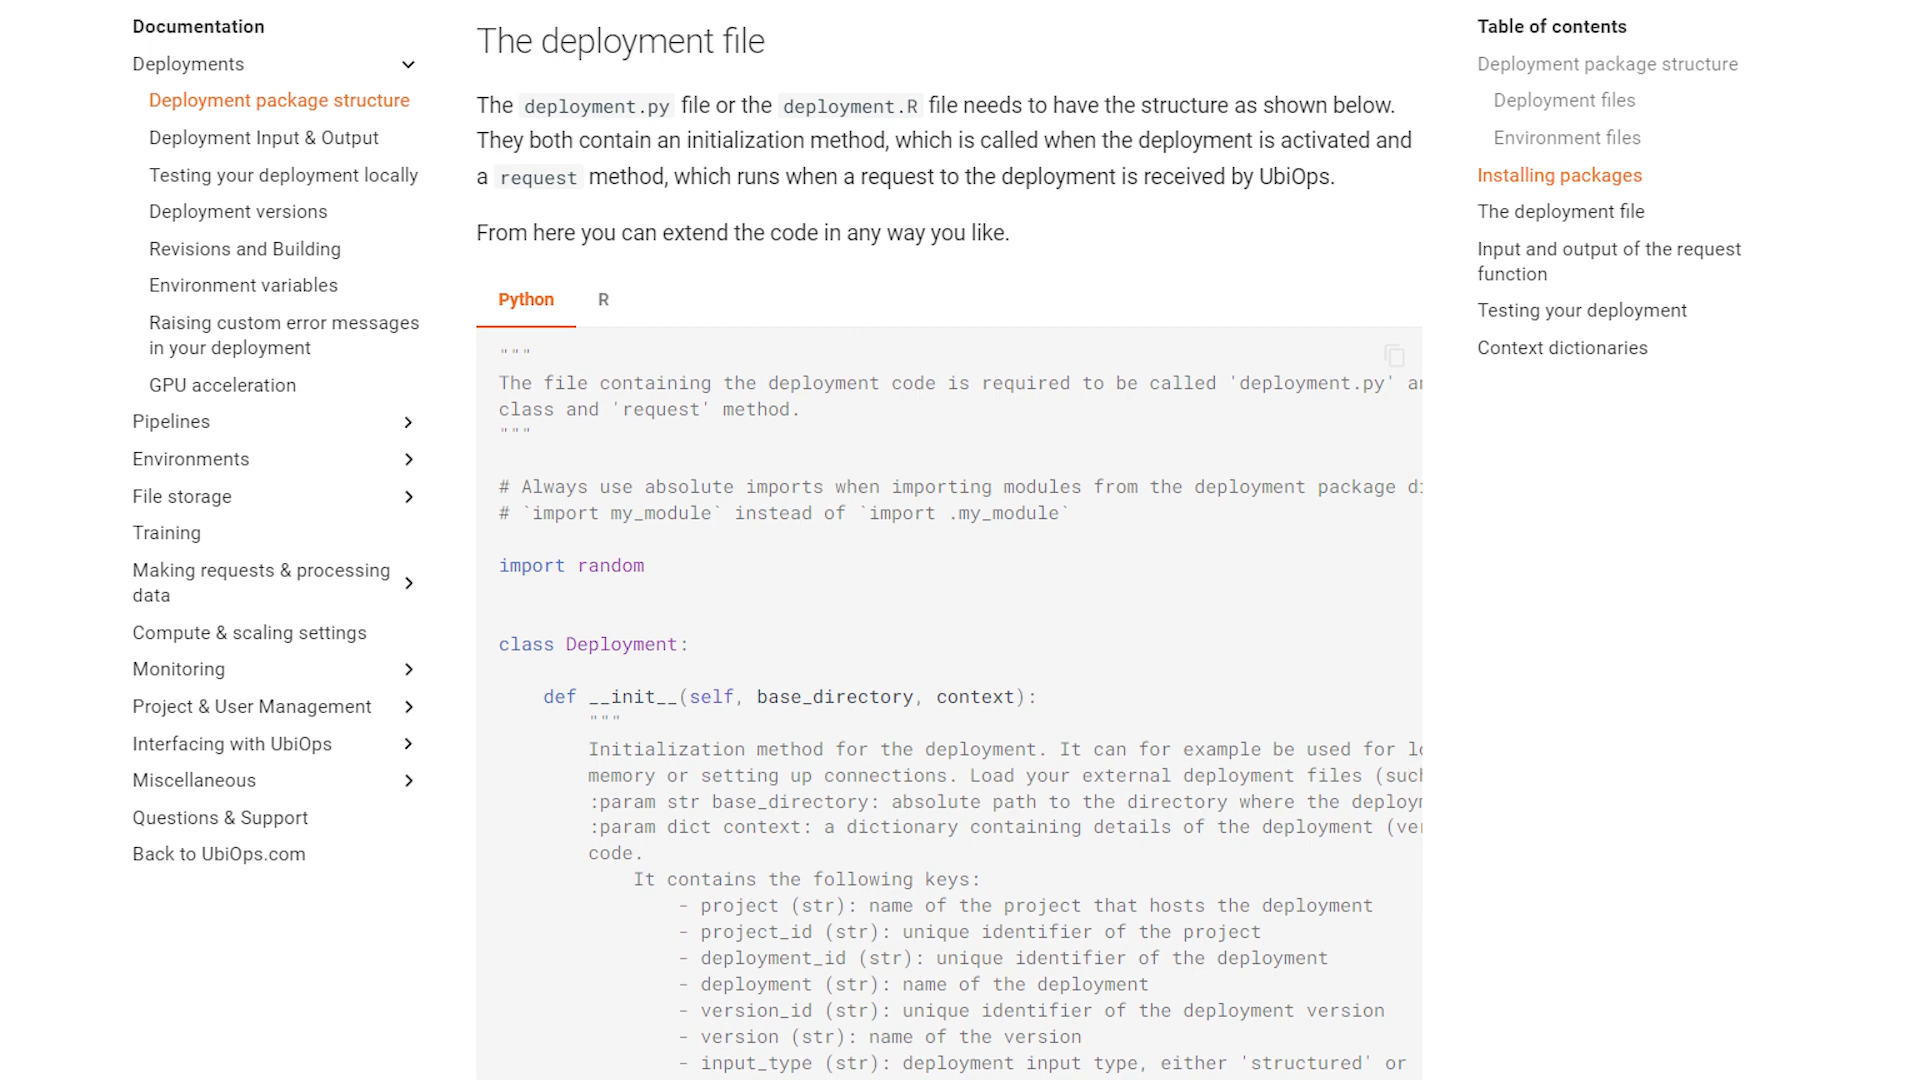 Documentation
Deployments
Deployment package structure
Deployment Input & Output
Testing your deployment locally
Deployment versions
Revisions and Building
Environment variables
Raising custom error messages
in your deployment
GPU acceleration
Pipelines
Environments
File storage
Training
Making requests & processing
data
Compute & scaling settings
Monitoring
Project & User Management
Interfacing with UbiOps
Miscellaneous
Questions & Support
Back to UbiOps.com
The deployment file
The deployment.py file or the deployment.R file needs to have the structure as shown below.
They both contain an initialization method, which is called when the deployment is activated and
a request method, which runs when a request to the deployment is received by UbiOps.
From here you can extend the code in any way you like.
Python R
"""
The file containing the deployment code is required to be called 'deployment.py' 
class and 'request' method.
"""
# Always use absolute imports when importing modules from the deployment package
# `import my_module` instead of `import .my_module`
import random
class Deployment:
def __init__(self, base_directory, context):
"""
Initialization method for the deployment. It can for example be used for
memory or setting up connections. Load your external deployment files (such
:param str base_directory: absolute path to the directory where the
:param dict context: a dictionary containing details of the deployment
code.
It contains the following keys:
- project (str): name of the project that hosts the deployment
- project_id (str): unique identifier of the project
- deployment_id (str): unique identifier of the deployment
- deployment (str): name of the deployment
- version_id (str): unique identifier of the deployment version
- version (str): name of the version
- input_type (str): deployment input type, either 'structured' or
Table of contents
Deployment package structure
Deployment files
Environment files
Installing packages
The deployment file
Input and output of the request
function
Testing your deployment
Context dictionaries